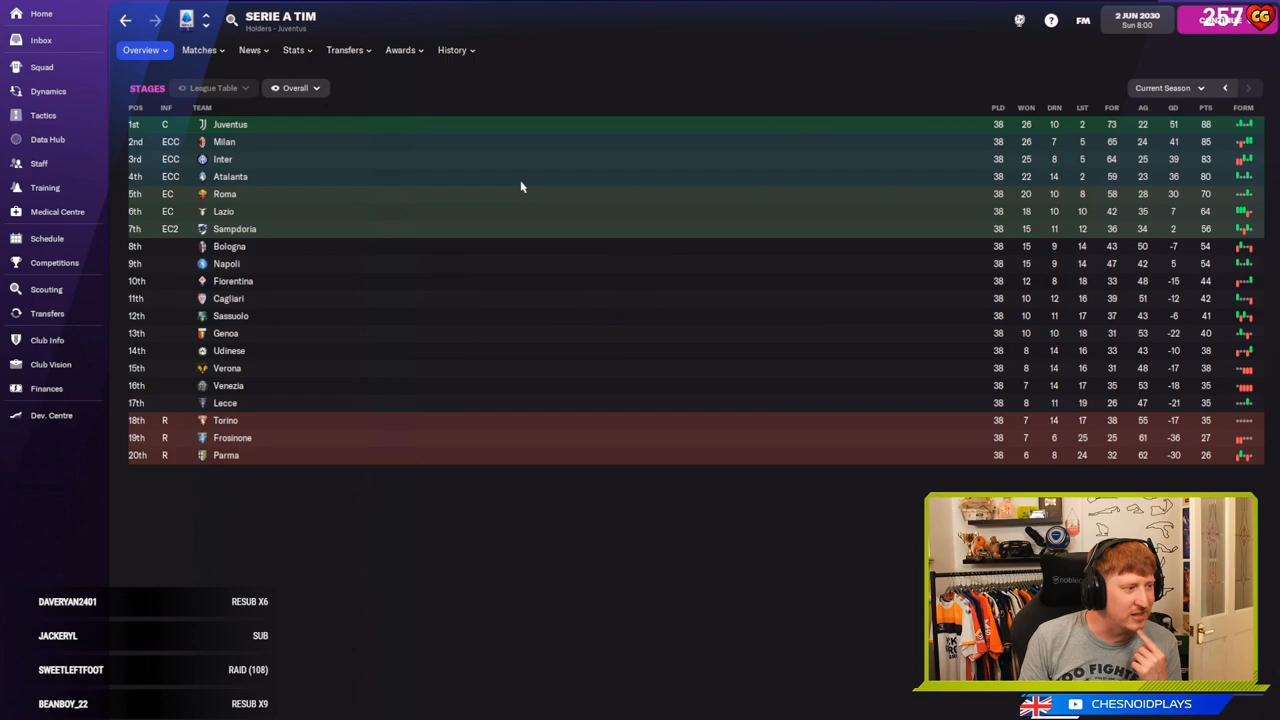 Home
SERIE A TIM
Holders - Juventus
FM
2 JUN 2030
Sun 8:00
257
CG
Inbox
Overview Matches News Stats Transfers Awards History
Squad
Dynamics
STAGES League Table Overall Current Season
POS INF TEAM PLD WON DRN LST FOR AG GD PTS FORM
Tactics
1st C Juventus 38 26 10 2 73 22 51 88
Data Hub
2nd ECC Milan 38 26 7 5 65 24 41 85
Staff
3rd ECC Inter 38 25 8 5 64 25 39 83
4th ECC Atalanta 38 22 14 2 59 23 36 80
Training
5th EC Roma 38 20 10 8 58 28 30 70
Medical Centre
6th EC Lazio 38 18 10 10 42 35 7 64
7th EC2 Sampdoria 38 15 11 12 36 34 2 56
Schedule
8th Bologna 38 15 9 14 43 50 -7 54
Competitions
9th Napoli 38 15 9 14 47 42 5 54
10th Fiorentina 38 12 8 18 33 48 -15 44
Scouting
11th Cagliari 38 10 12 16 39 51 -12 42
Transfers
12th Sassuolo 38 10 11 17 37 43 -6 41
13th Genoa 38 10 10 18 31 53 -22 40
Club Info
14th Udinese 38 8 14 16 33 43 -10 38
Club Vision
15th Verona 38 8 14 16 31 48 -17 38
16th Venezia 38 7 14 17 35 53 -18 35
Finances
17th Lecce 38 8 11 19 26 47 -21 35
Dev. Centre
18th R Torino 38 7 14 17 38 55 -17 35
19th R Frosinone 38 7 6 25 25 61 -36 27
20th R Parma 38 6 8 24 32 62 -30 26
DAVERYAN2401 RESUB X6
JACKERYL SUB
SWEETLEFTFOOT RAID (108)
BEANBOY_22 RESUB X9
noblec
FOO FIGHT
CHESNOIDPLAYS